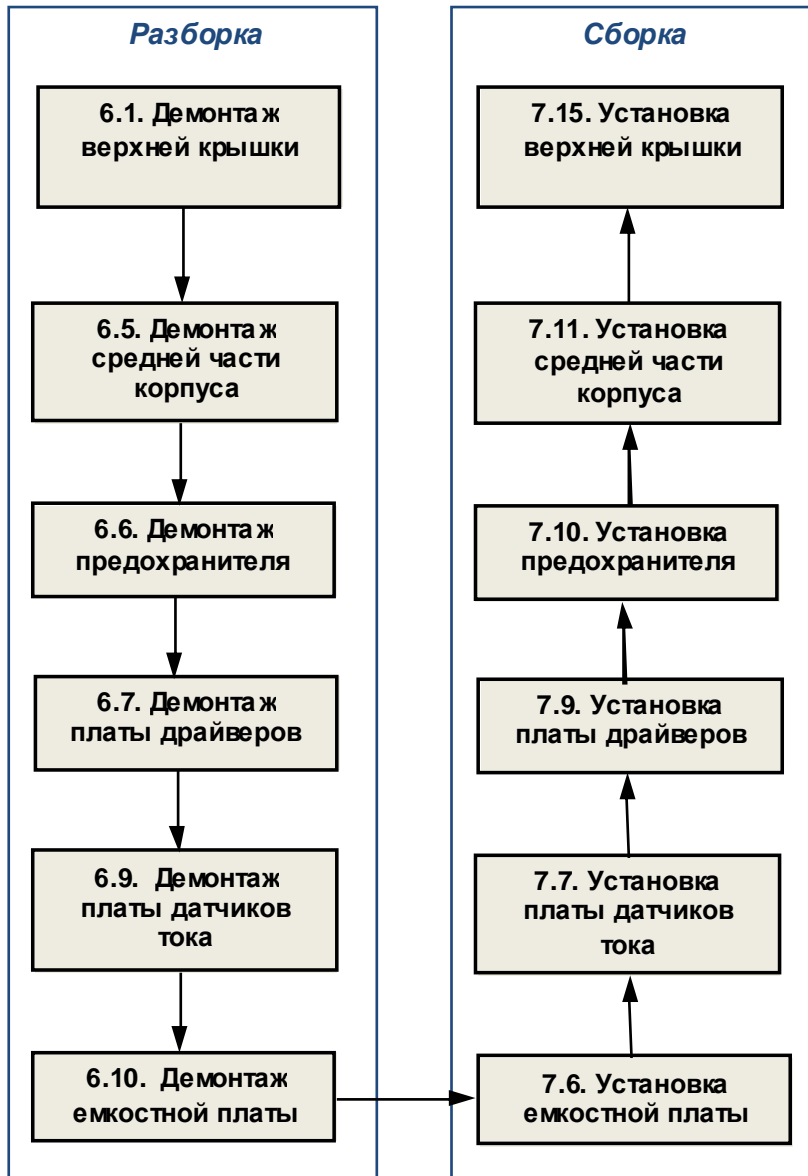 Разборка
6.1. Демонтаж
верхней крышки
6.5. Демонтаж
средней части
корпуса
6.6. Демонтаж
предохранителя
6.7. Демонтаж
платы драйверов
6.9. Демонтаж
платы датчиков
тока
6.10. Демонтаж
емкостной платы
Сборка
7.15. Установка
верхней крышки
7.11. Установка
средней части
корпуса
7.10. Установка
предохранителя
7.9. Установка
платы драйверов
7.7. Установка
платы датчиков
тока
7.6. Установка
емкостной платы